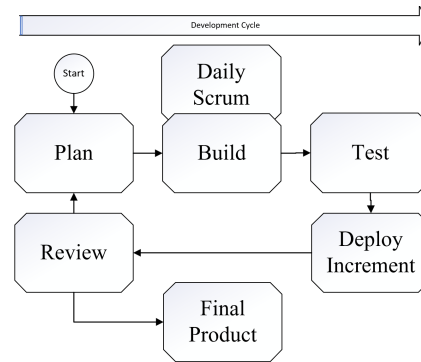 Development Cycle
Start
Daily
Scrum
Plan
Build
Test
Review
Deploy
Increment
Final
Product